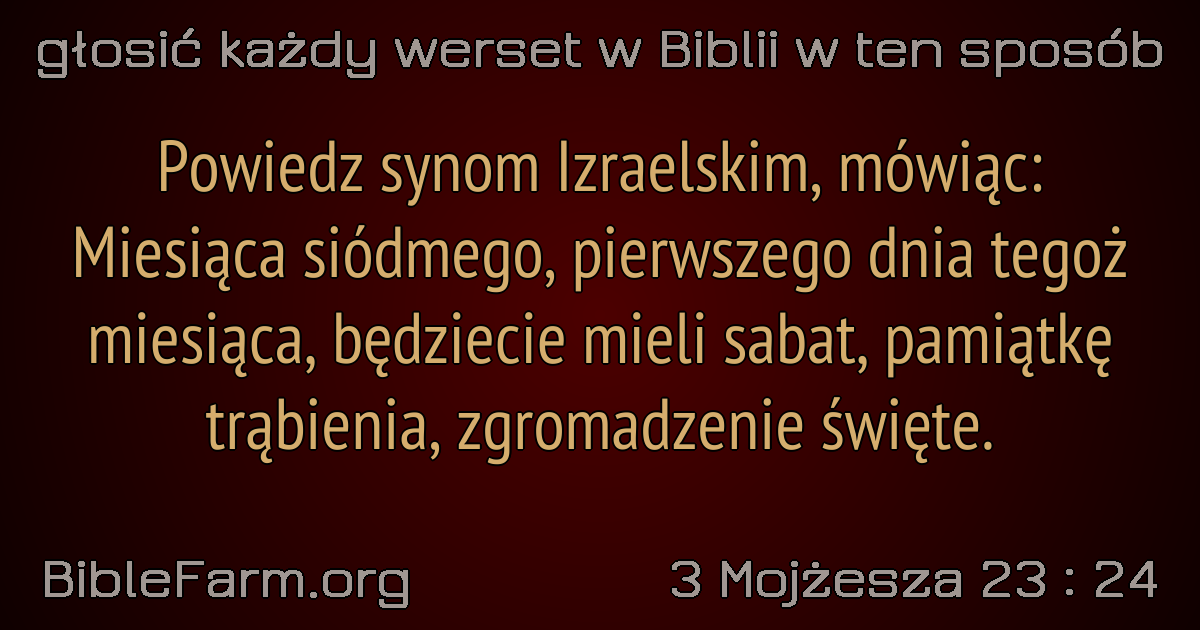 głosić każdy werset w Biblii w ten sposób
Powiedz synom Izraelskim, mówiąc:
Miesiąca siódmego, pierwszego dnia tegoż
miesiąca, będziecie mieli sabat, pamiątkę
trąbienia, zgromadzenie święte.
BibleFarm.org
3 Mojżesza 23 : 24